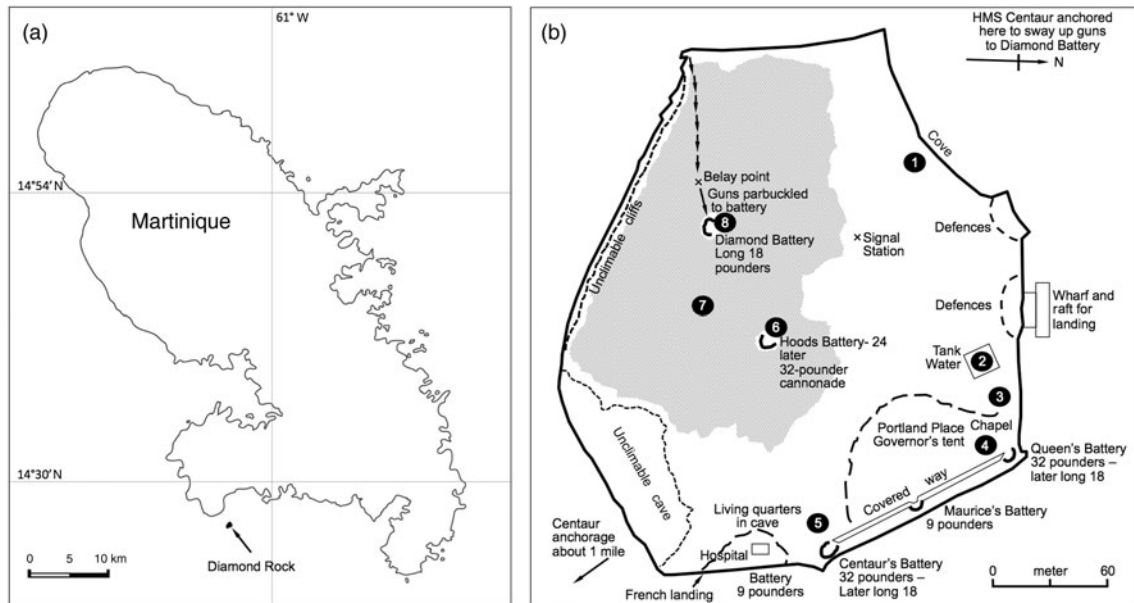 (a)
61° W
14°54′ N
Martinique
14°30′ N
0 5 10 km
Diamond Rock
(b)
HMS Centaur anchored
here to sway up guns
to Diamond Battery
N
Cove
1
Belay point
Guns parbuckled
to battery
8
Diamond Battery
Long 18
pounders
Unclimable cliffs
Signal
Station
Defences
Defences
Wharf and
raft for
landing
7
6
Hoods Battery- 24
later
32-pounder
cannonade
Tank
Water
2
3
Portland Place
Governor's tent
Chapel
4
Queen's Battery
32 pounders –
later long 18
Unclimable cave
Covered way
Maurice's Battery
9 pounders
Living quarters
in cave
5
Centaur
anchorage
about 1 mile
Hospital
French landing
Battery
9 pounders
Centaur's Battery
32 pounders –
Later long 18
meter
0 60